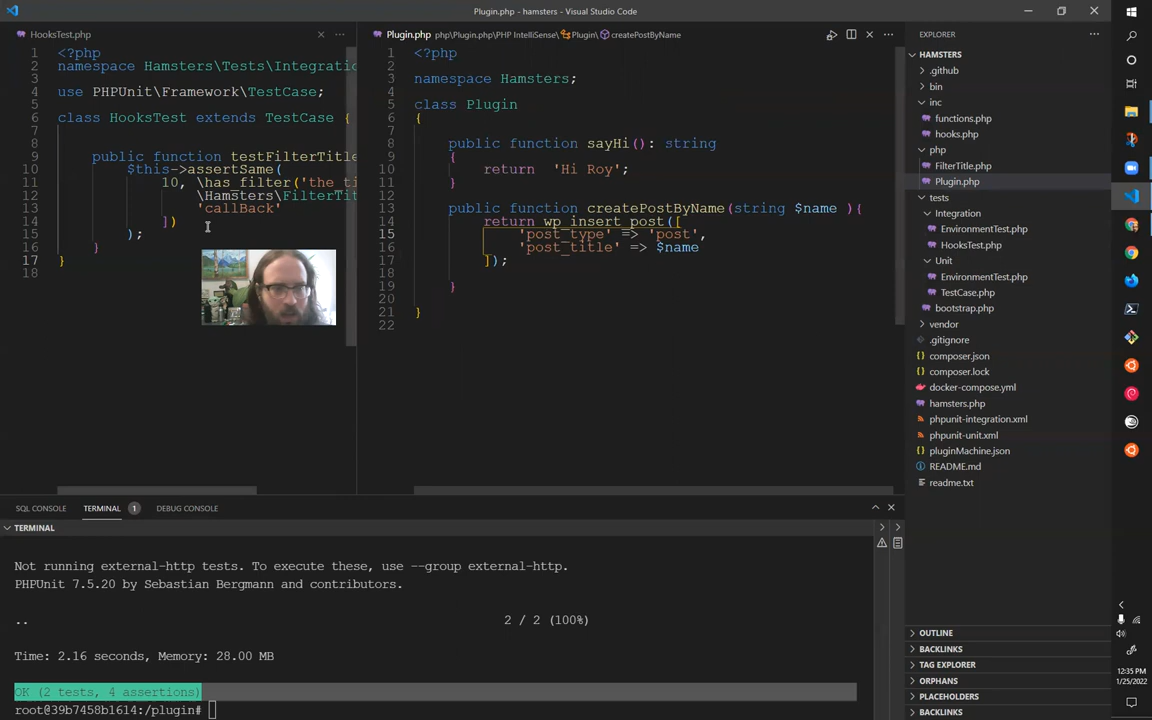 Plugin.php - hamsters - Visual Studio Code
HooksTest.php
1 <?php
2 namespace Hamsters\Tests\Integratio
3
4 use PHPUnit\Framework\TestCase;
5
6 class HooksTest extends TestCase {
7
8
9 public function testFilterTitle
10 $this->assertSame(
11 10, \has_filter('the_ti
12 \Hamsters\FilterTit
13 'callBack'
14 ])
15 );
16 }
17 }
18
Plugin.php php\Plugin.php\PHP IntelliSense\Plugin\createPostByName
1 <?php
2
3 namespace Hamsters;
4
5 class Plugin
6 {
7
8 public function sayHi(): string
9 {
10 return 'Hi Roy';
11 }
12
13 public function createPostByName(string $name ){
14 return wp_insert_post([
15 'post_type' => 'post',
16 'post_title' => $name
17 ]);
18
19 }
20
21 }
22
EXPLORER
HAMSTERS
.github
bin
inc
functions.php
hooks.php
php
FilterTitle.php
Plugin.php
tests
Integration
EnvironmentTest.php
HooksTest.php
Unit
EnvironmentTest.php
TestCase.php
bootstrap.php
vendor
.gitignore
composer.json
composer.lock
docker-compose.yml
hamsters.php
phpunit-integration.xml
phpunit-unit.xml
pluginMachine.json
README.md
readme.txt
OUTLINE
BACKLINKS
TAG EXPLORER
ORPHANS
PLACEHOLDERS
BACKLINKS
SQL CONSOLE TERMINAL 1 DEBUG CONSOLE
TERMINAL
Not running external-http tests. To execute these, use --group external-http.
PHPUnit 7.5.20 by Sebastian Bergmann and contributors.
.. 2 / 2 (100%)
Time: 2.16 seconds, Memory: 28.00 MB
OK (2 tests, 4 assertions)
root@39b7458b1614:/plugin#
12:35 PM
1/25/2022